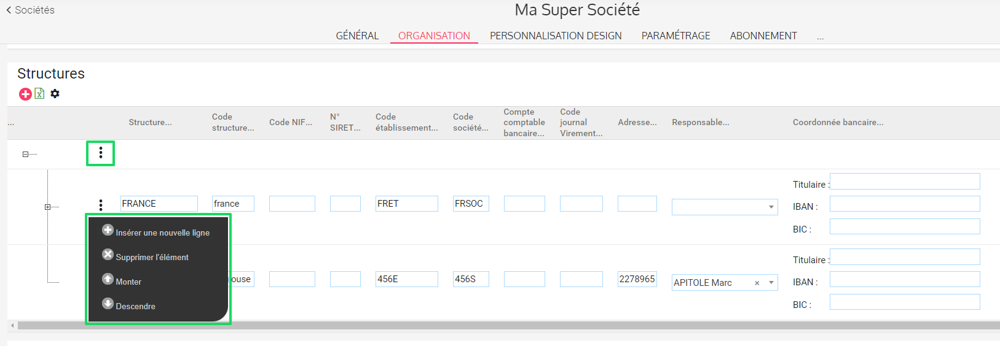 Sociétés
Ma Super Société
GÉNÉRAL ORGANISATION PERSONNALISATION DESIGN PARAMÉTRAGE ABONNEMENT ...
Structures
... Structure... Code structure... Code NIF... N° SIRET... Code établissement... Code société... Compte comptable bancaire... Code journal Virement... Adresse... Responsable... Coordonnée bancaire...
Titulaire :
FRANCE france FRET FRSOC IBAN :
BIC :
Insérer une nouvelle ligne
Supprimer l'élément
Monter
Descendre
Titulaire :
ouse 456E 456S 2278965 APITOLE Marc × IBAN :
BIC :